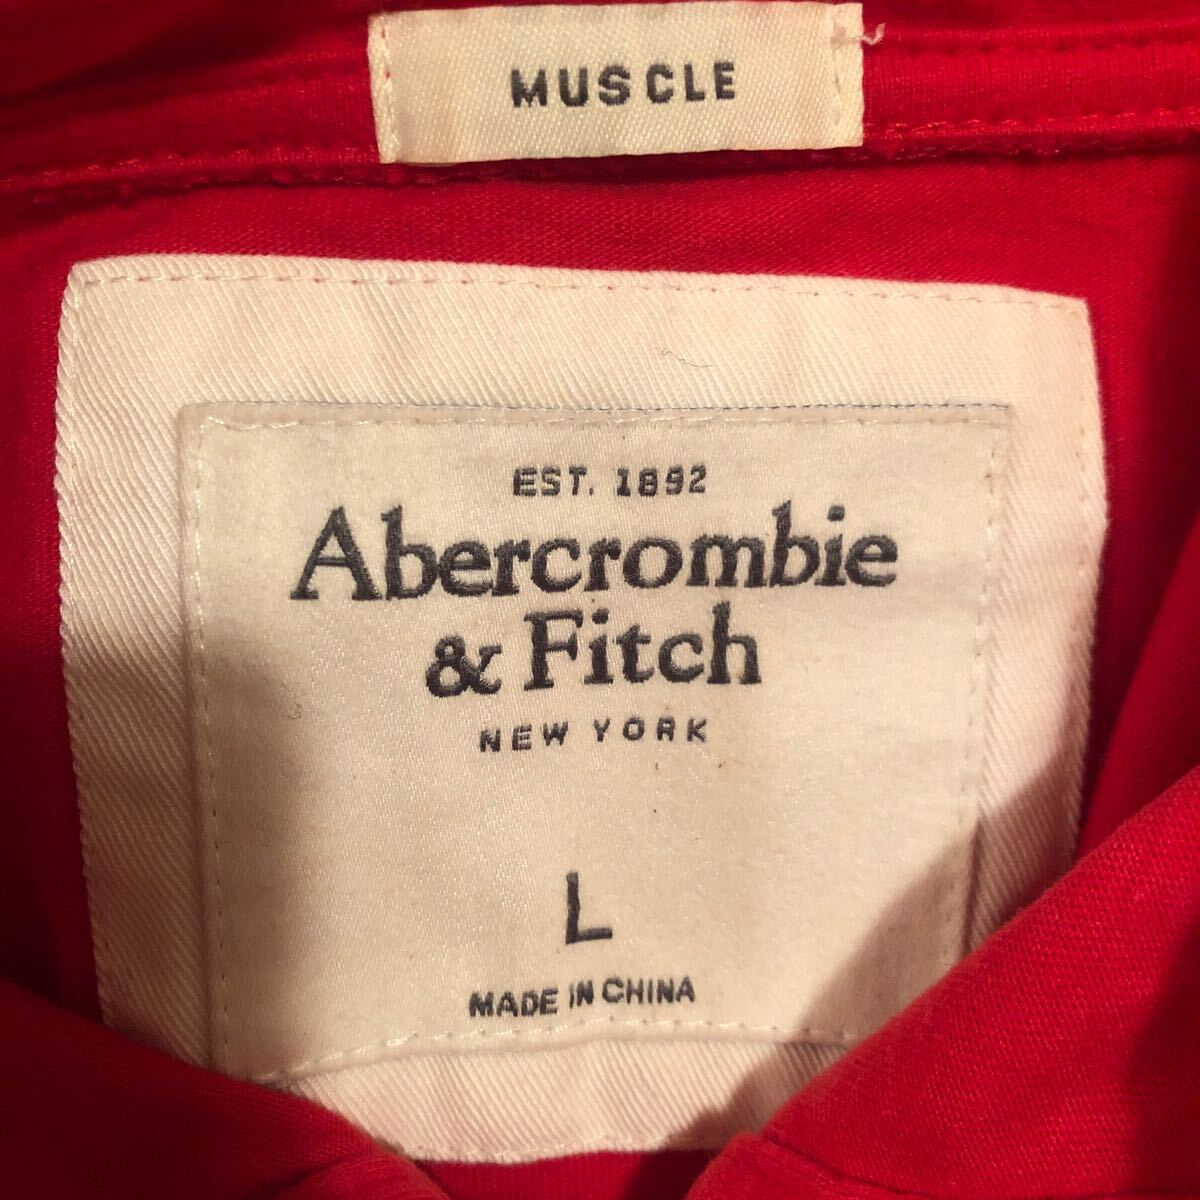 MUSCLE
EST. 1892
Abercrombie
& Fitch
NEW YORK
L
MADE IN CHINA